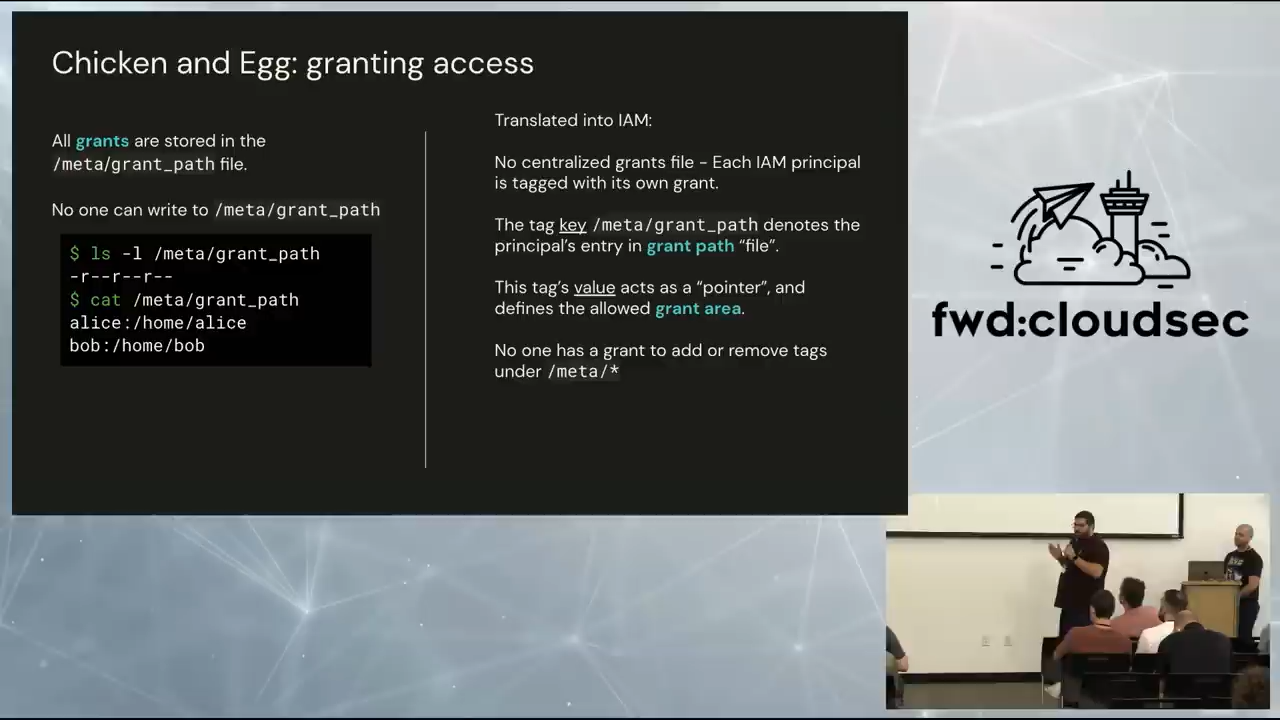 Chicken and Egg: granting access
All grants are stored in the
/meta/grant_path file.
No one can write to /meta/grant_path
$ ls -l /meta/grant_path
-r--r--r--
$ cat /meta/grant_path
alice:/home/alice
bob:/home/bob
Translated into IAM:
No centralized grants file - Each IAM principal
is tagged with its own grant.
The tag key /meta/grant_path denotes the
principal's entry in grant path “file”.
This tag's value acts as a “pointer”, and
defines the allowed grant area.
No one has a grant to add or remove tags
under /meta/*
fwd:cloudsec